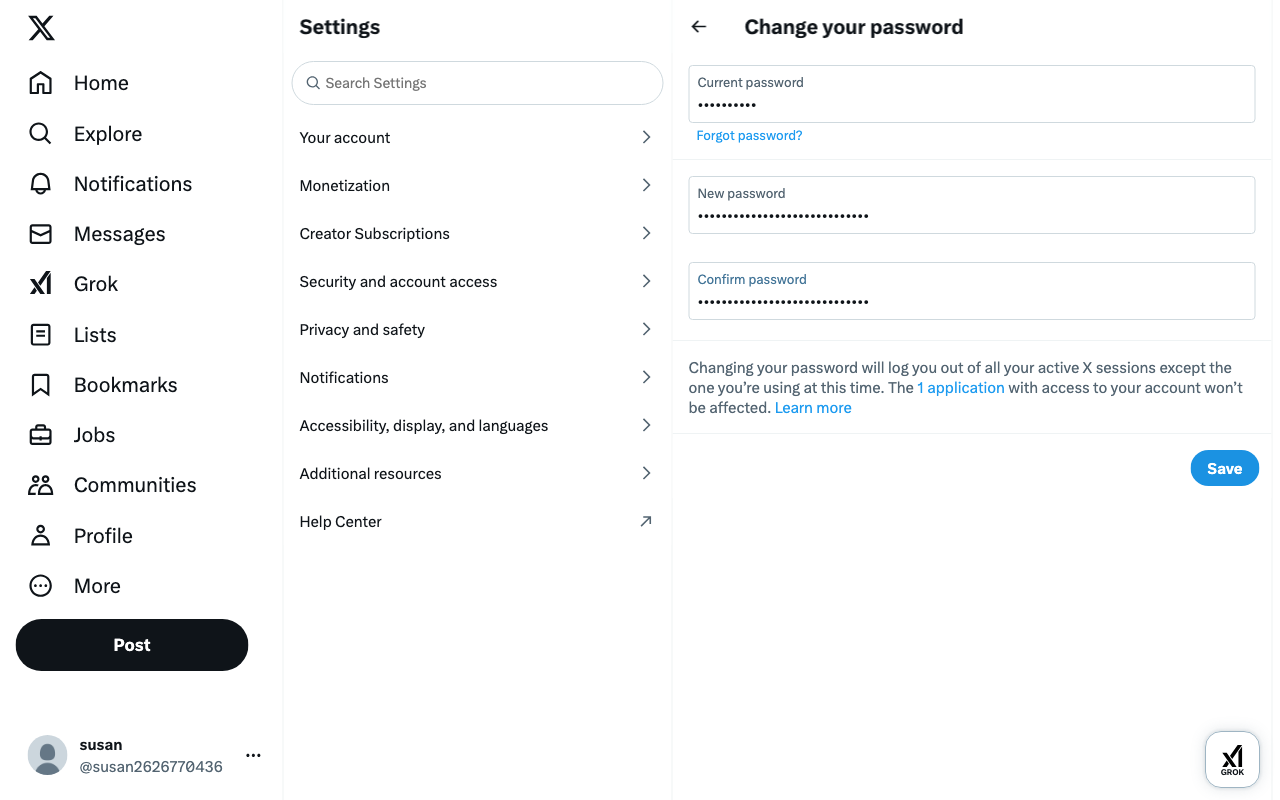 Home
Explore
Notifications
Messages
Grok
Lists
Bookmarks
Jobs
Communities
Profile
More
Post
susan
@susan2626770436
Settings
Search Settings
Your account
Monetization
Creator Subscriptions
Security and account access
Privacy and safety
Notifications
Accessibility, display, and languages
Additional resources
Help Center
Change your password
Current password
••••••••••
Forgot password?
New password
•••••••••••••••••••••••••••••
Confirm password
•••••••••••••••••••••••••••••
Changing your password will log you out of all your active X sessions except the
one you’re using at this time. The 1 application with access to your account won’t
be affected. Learn more
Save
GROK